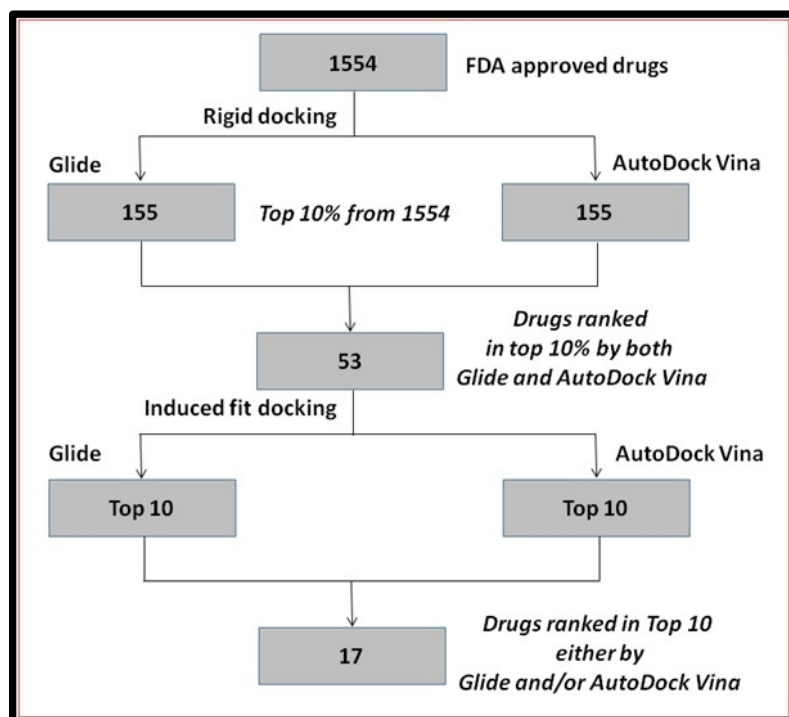 1554
FDA approved drugs
Rigid docking
Glide
AutoDock Vina
155
Top 10% from 1554
155
Drugs ranked
in top 10% by both
Glide and AutoDock Vina
53
Induced fit docking
Glide
AutoDock Vina
Top 10
Top 10
17
Drugs ranked in Top 10
either by
Glide and/or AutoDock Vina